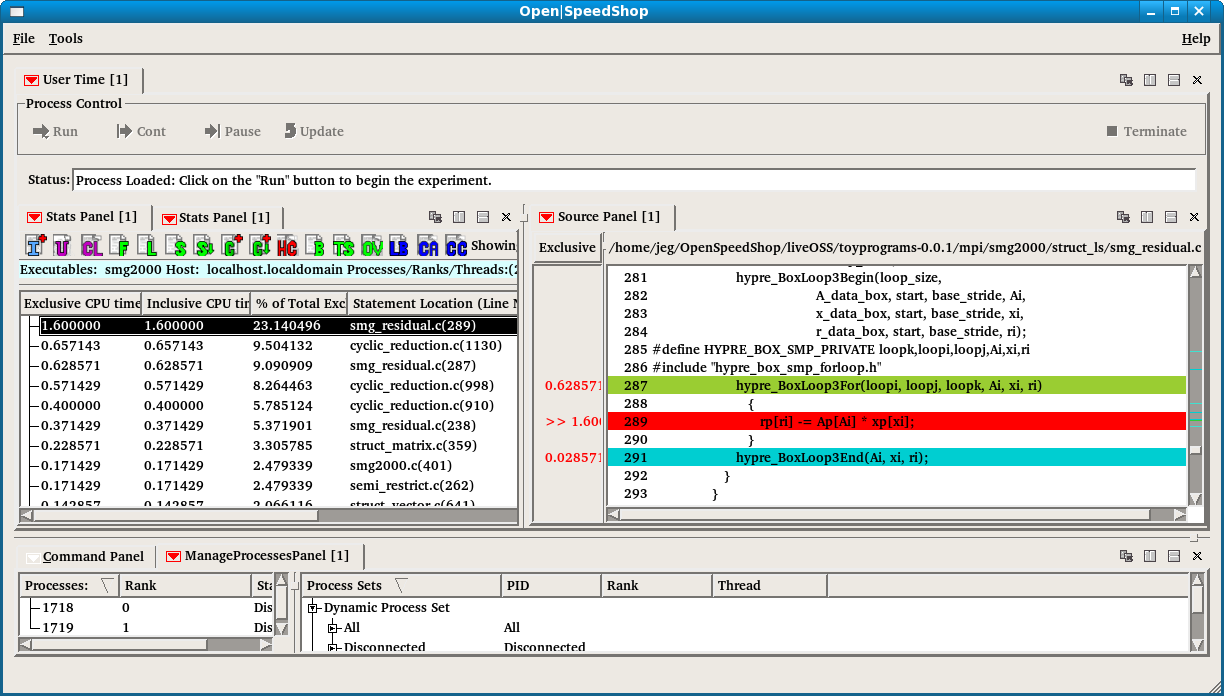 Open|SpeedShop
File Tools Help
User Time [1]
Process Control
Run Cont Pause Update Terminate
Status: Process Loaded: Click on the "Run" button to begin the experiment.
Stats Panel [1] Stats Panel [1]
I U CL F L S S C C HC B TS OV LB CA CC Showin
Executables: smg2000 Host: localhost.localdomain Processes/Ranks/Threads:(2
Exclusive CPU time Inclusive CPU tin % of Total Exc Statement Location (Line N
1.600000 1.600000 23.140496 smg_residual.c(289)
0.657143 0.657143 9.504132 cyclic_reduction.c(1130)
0.628571 0.628571 9.090909 smg_residual.c(287)
0.571429 0.571429 8.264463 cyclic_reduction.c(998)
0.400000 0.400000 5.785124 cyclic_reduction.c(910)
0.371429 0.371429 5.371901 smg_residual.c(238)
0.228571 0.228571 3.305785 struct_matrix.c(359)
0.171429 0.171429 2.479339 smg2000.c(401)
0.171429 0.171429 2.479339 semi_restrict.c(262)
0.142857 0.142857 2.066116 struct_vector.c(641)
Source Panel [1]
Exclusive /home/jeg/OpenSpeedShop/liveOSS/toyprograms-0.0.1/mpi/smg2000/struct_ls/smg_residual.c
281 hypre_BoxLoop3Begin(loop_size,
282 A_data_box, start, base_stride, Ai,
283 x_data_box, start, base_stride, xi,
284 r_data_box, start, base_stride, ri);
285 #define HYPRE_BOX_SMP_PRIVATE loopk,loopi,loopj,Ai,xi,ri
286 #include "hypre_box_smp_forloop.h"
0.628571 287 hypre_BoxLoop3For(loopi, loopj, loopk, Ai, xi, ri)
288 {
>> 1.600 289 rp[ri] -= Ap[Ai] * xp[xi];
290 }
0.028571 291 hypre_BoxLoop3End(Ai, xi, ri);
292 }
293 }
Command Panel ManageProcessesPanel [1]
Processes: Rank Sta
1718 0 Dis
1719 1 Dis
Process Sets PID Rank Thread
Dynamic Process Set
All All
Disconnected Disconnected